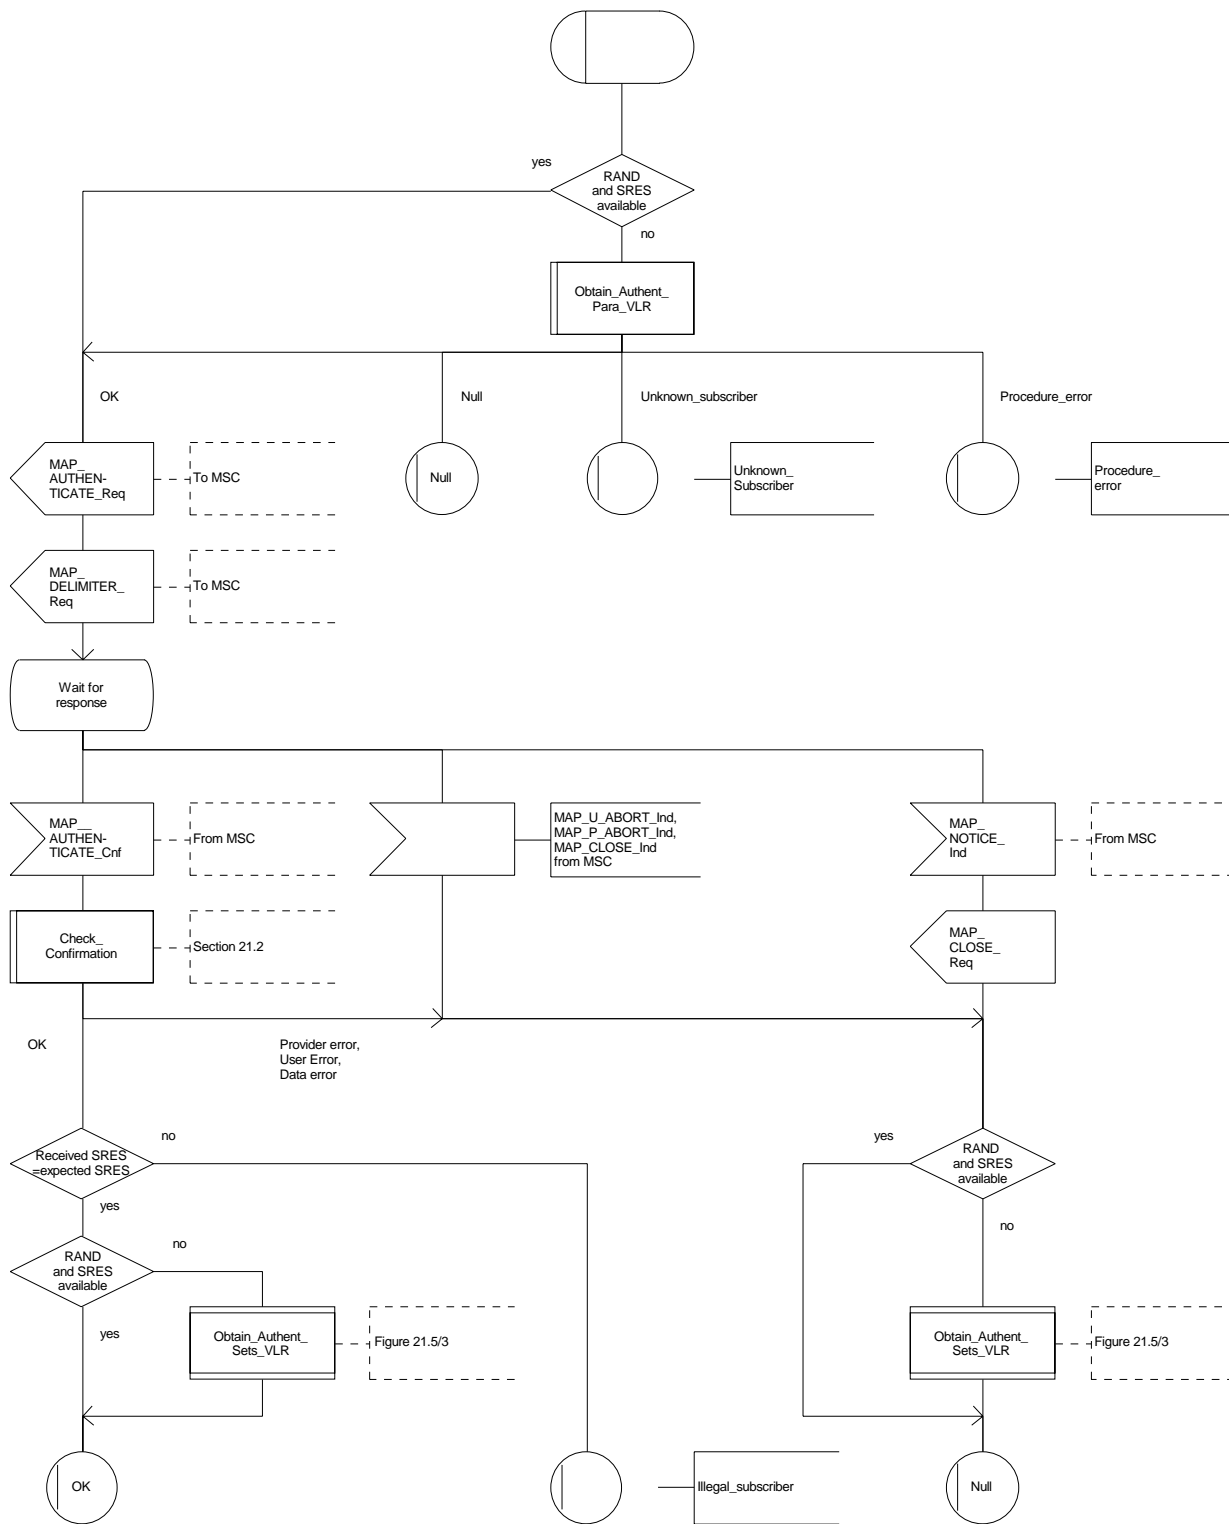 yes
RAND
and SRES
available
no
Obtain_Authent_
Para_VLR
OK
Null
Unknown_subscriber
Procedure_error
MAP_
AUTHEN-
TICATE_Req
To MSC
Null
Unknown_
Subscriber
Procedure_
error
MAP_
DELIMITER_
Req
To MSC
Wait for
response
MAP__
AUTHEN-
TICATE_Cnf
From MSC
MAP_U_ABORT_Ind,
MAP_P_ABORT_Ind,
MAP_CLOSE_Ind
from MSC
MAP_
NOTICE_
Ind
From MSC
Check_
Confirmation
Section 21.2
MAP_
CLOSE_
Req
OK
Provider error,
User Error,
Data error
Received SRES
=expected SRES
no
yes
yes
RAND
and SRES
available
no
RAND
and SRES
available
no
yes
Obtain_Authent_
Sets_VLR
Figure 21.5/3
Obtain_Authent_
Sets_VLR
Figure 21.5/3
OK
Illegal_subscriber
Null